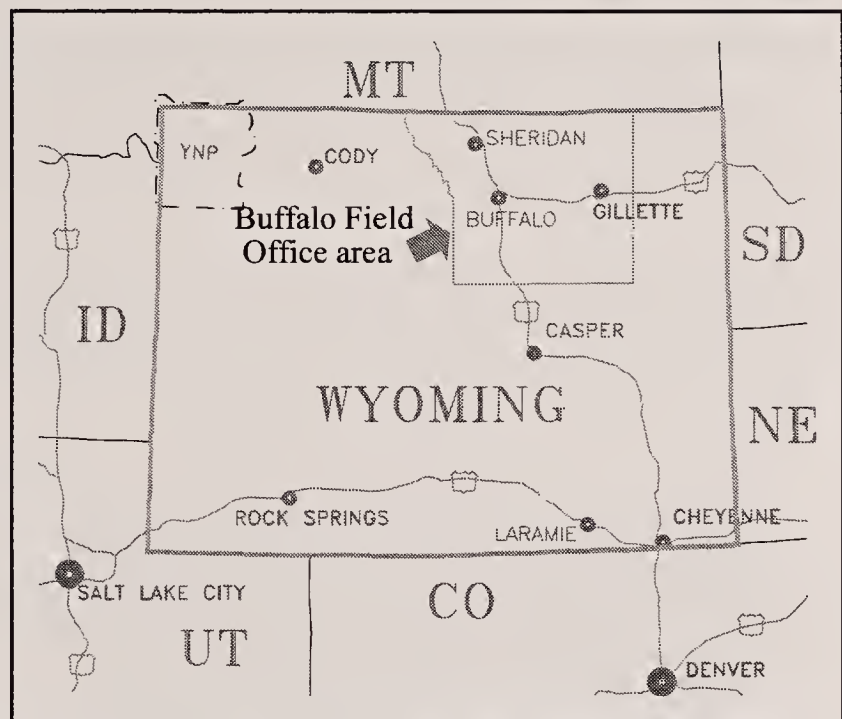 MT
SHERIDAN
YNP
CODY
BUFFALO
GILLETTE
Buffalo Field
Office area
SD
ID
CASPER
WYOMING
NE
ROCK SPRINGS
LARAMIE
CHEYENNE
SALT LAKE CITY
CO
UT
DENVER